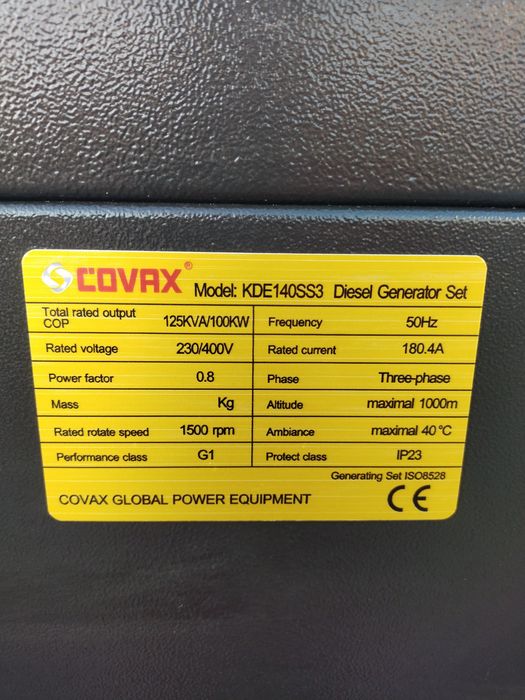 COVAX® Model: KDE140SS3 Diesel Generator Set
Total rated output COP 125KVA/100KW Frequency 50Hz
Rated voltage 230/400V Rated current 180.4A
Power factor 0.8 Phase Three-phase
Mass Kg Altitude maximal 1000m
Rated rotate speed 1500 rpm Ambiance maximal 40℃
Performance class G1 Protect class IP23
Generating Set ISO8528
COVAX GLOBAL POWER EQUIPMENT CE